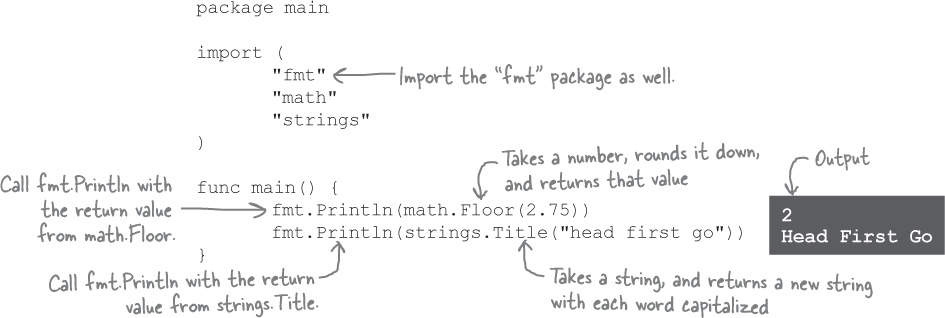 package main
import (
"fmt"
Import the “fmt” package as well.
"math"
"strings"
)
Takes a number, rounds it down,
and returns that value
Output
Call fmt.Println with
the return value
from math.Floor.
func main() {
fmt.Println(math.Floor(2.75))
fmt.Println(strings.Title("head first go"))
}
2
Head First Go
Call fmt.Println with the return
value from strings.Title.
Takes a string, and returns a new string
with each word capitalized